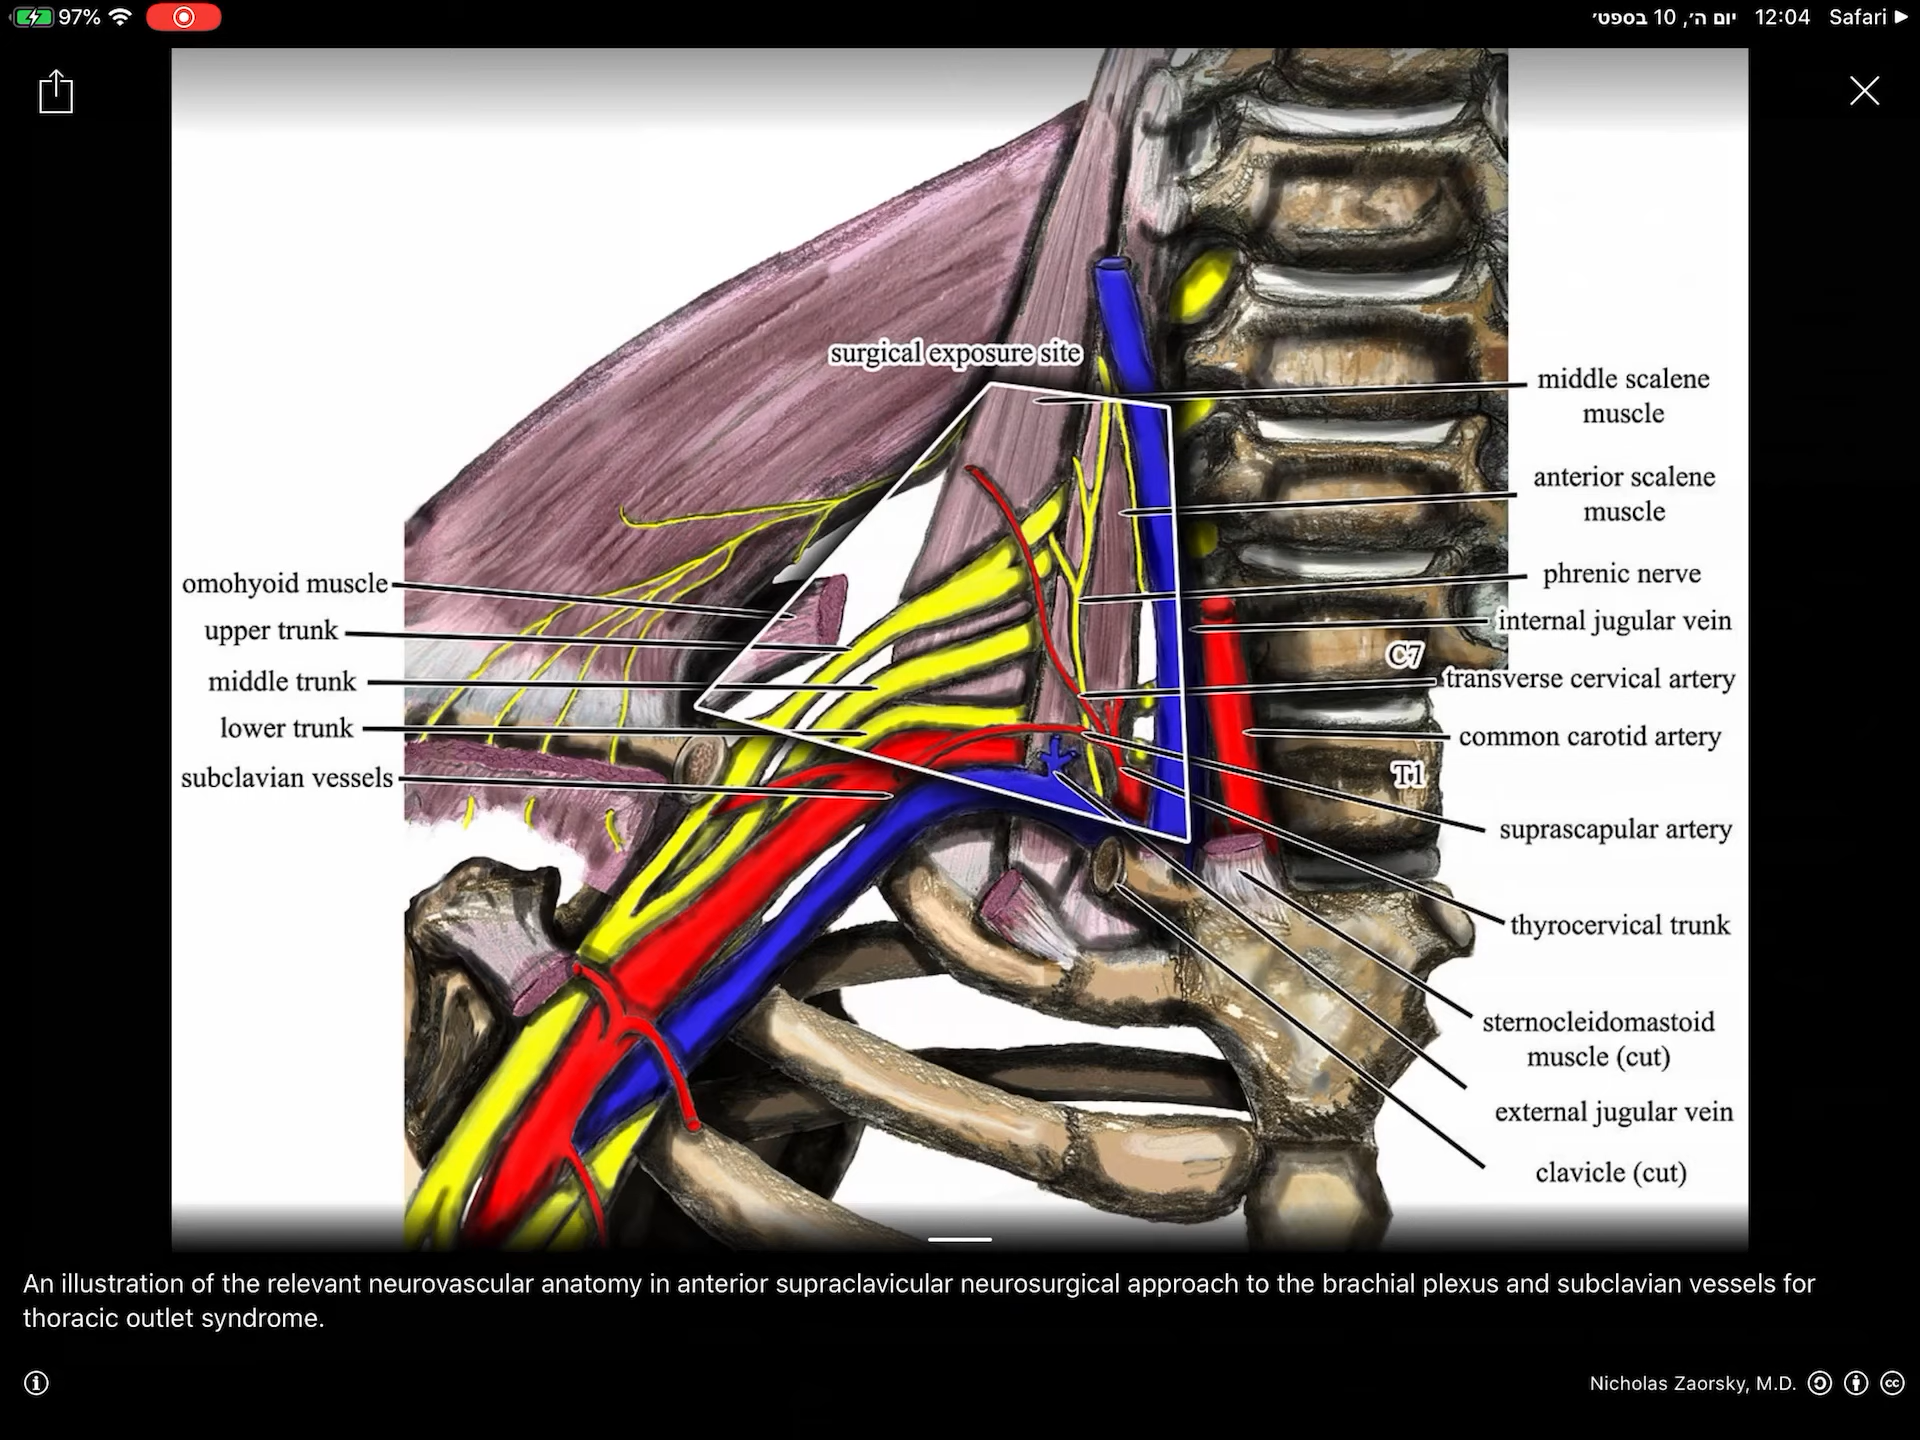 97%
יום ה׳, 10 בספט׳ 12:04 Safari
surgical exposure site
omohyoid muscle
upper trunk
middle trunk
lower trunk
subclavian vessels
middle scalene
muscle
anterior scalene
muscle
phrenic nerve
internal jugular vein
C7
transverse cervical artery
common carotid artery
T1
suprascapular artery
thyrocervical trunk
sternocleidomastoid
muscle (cut)
external jugular vein
clavicle (cut)
An illustration of the relevant neurovascular anatomy in anterior supraclavicular neurosurgical approach to the brachial plexus and subclavian vessels for
thoracic outlet syndrome.
Nicholas Zaorsky, M.D.